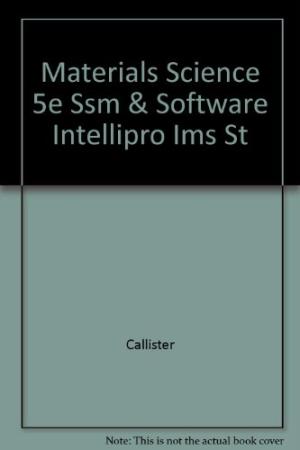 Materials Science
5e Ssm & Software
Intellipro Ims St
Callister
Note: This is not the actual book cover